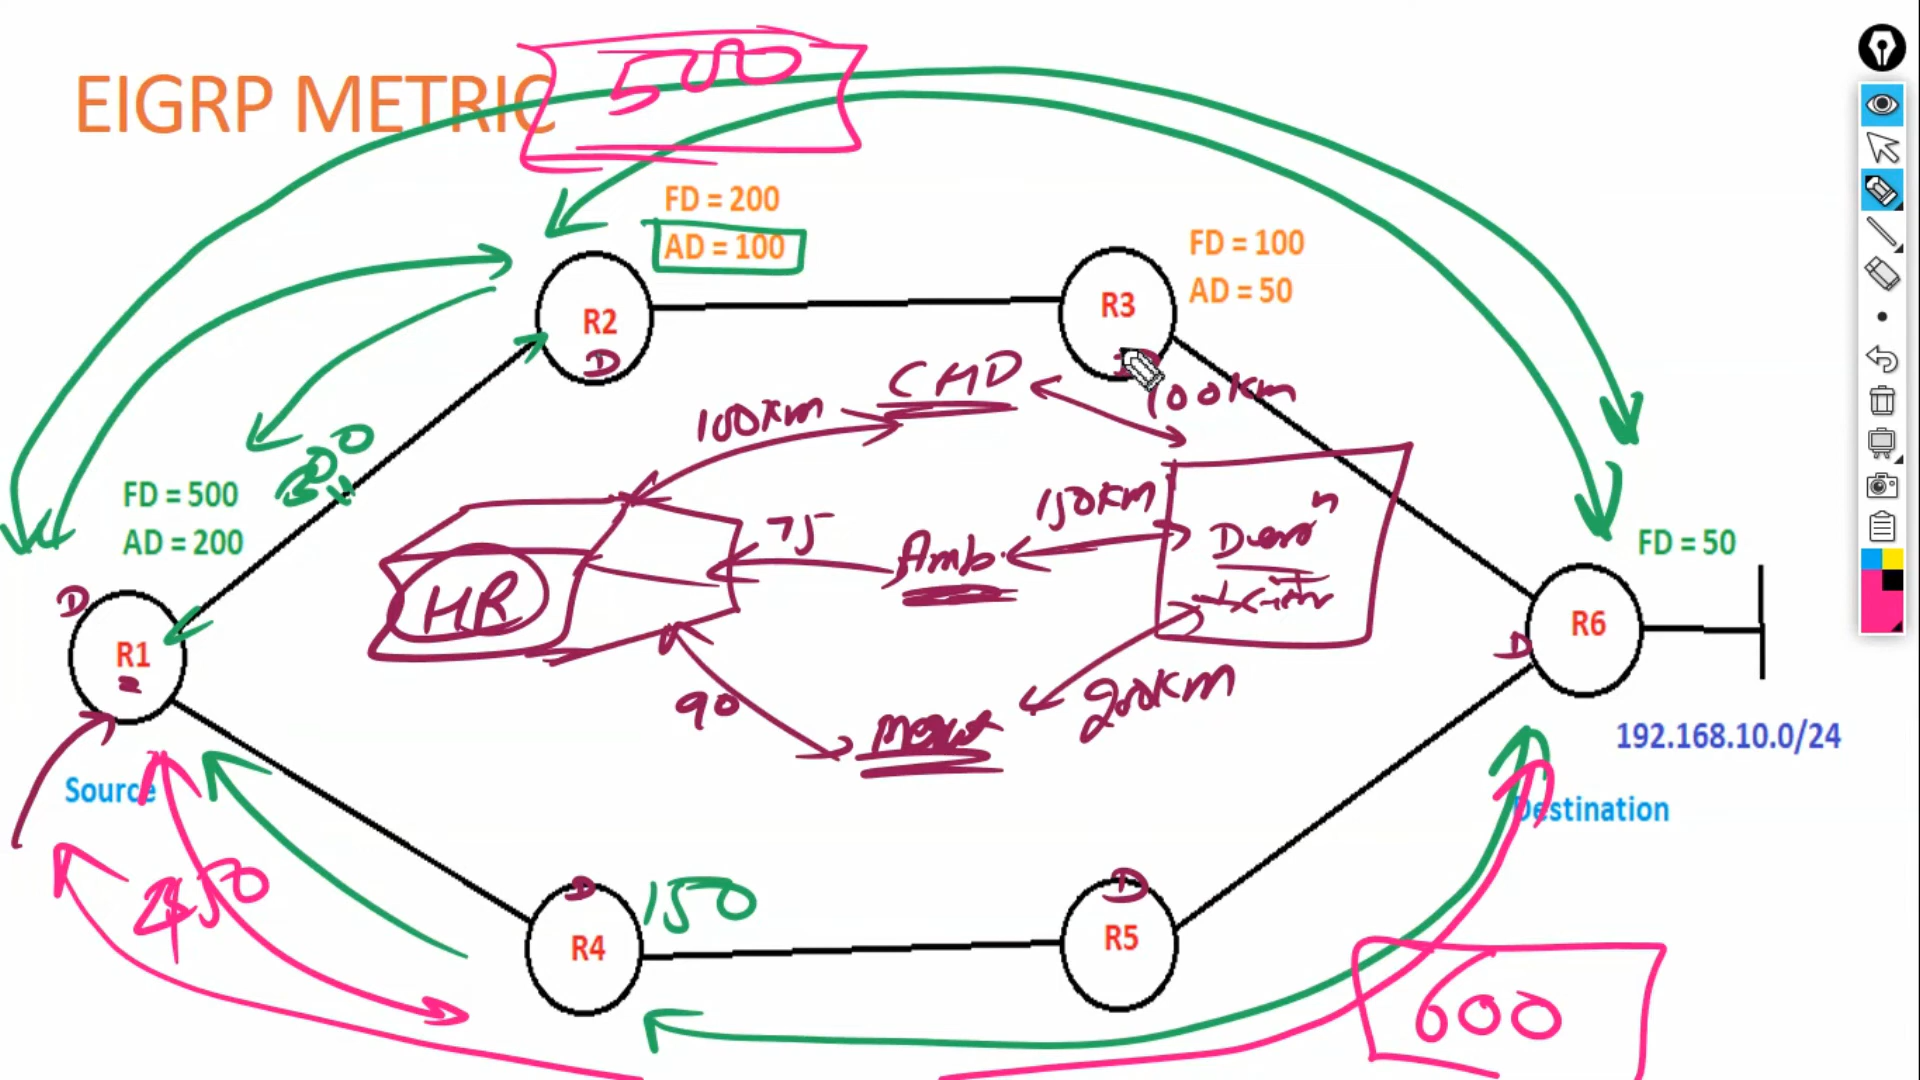 EIGRP METRIC
500
FD = 200
AD = 100
FD = 100
AD = 50
R2
D
R3
CHD
100km
100km
FD = 500
AD = 200
150km
75
Amb
HR
FD = 50
D
R1
R6
D
90
200km
192.168.10.0/24
Source
Destination
D
150
D
R4
R5
600